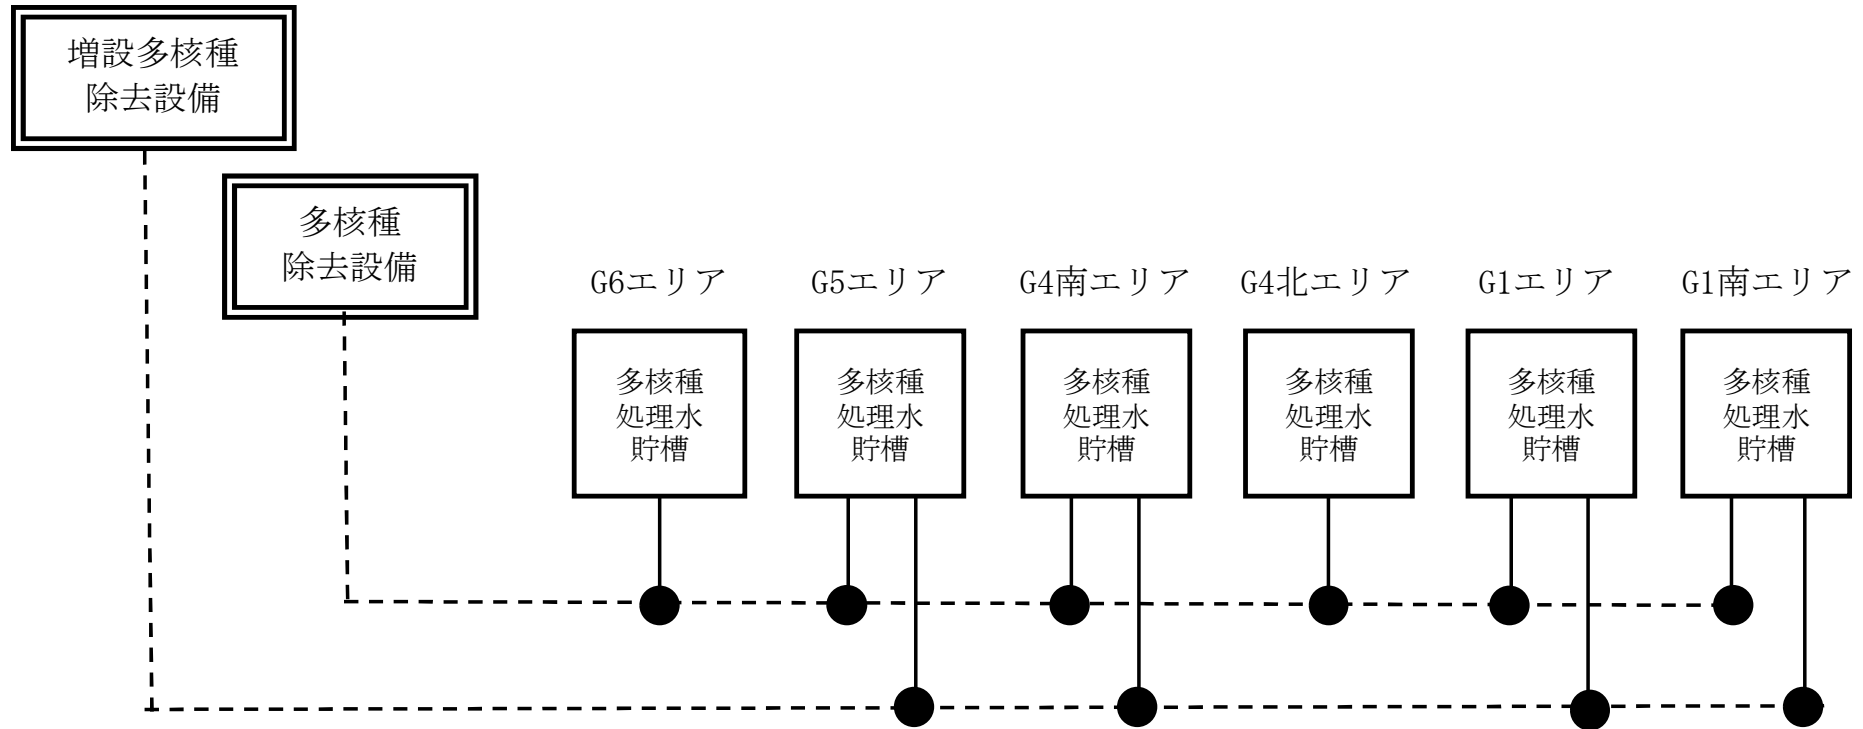 増設多核種
除去設備
多核種
除去設備
G6エリア
G5エリア
G4南エリア
G4北エリア
G1エリア
G1南エリア
多核種
処理水
貯槽
多核種
処理水
貯槽
多核種
処理水
貯槽
多核種
処理水
貯槽
多核種
処理水
貯槽
多核種
処理水
貯槽